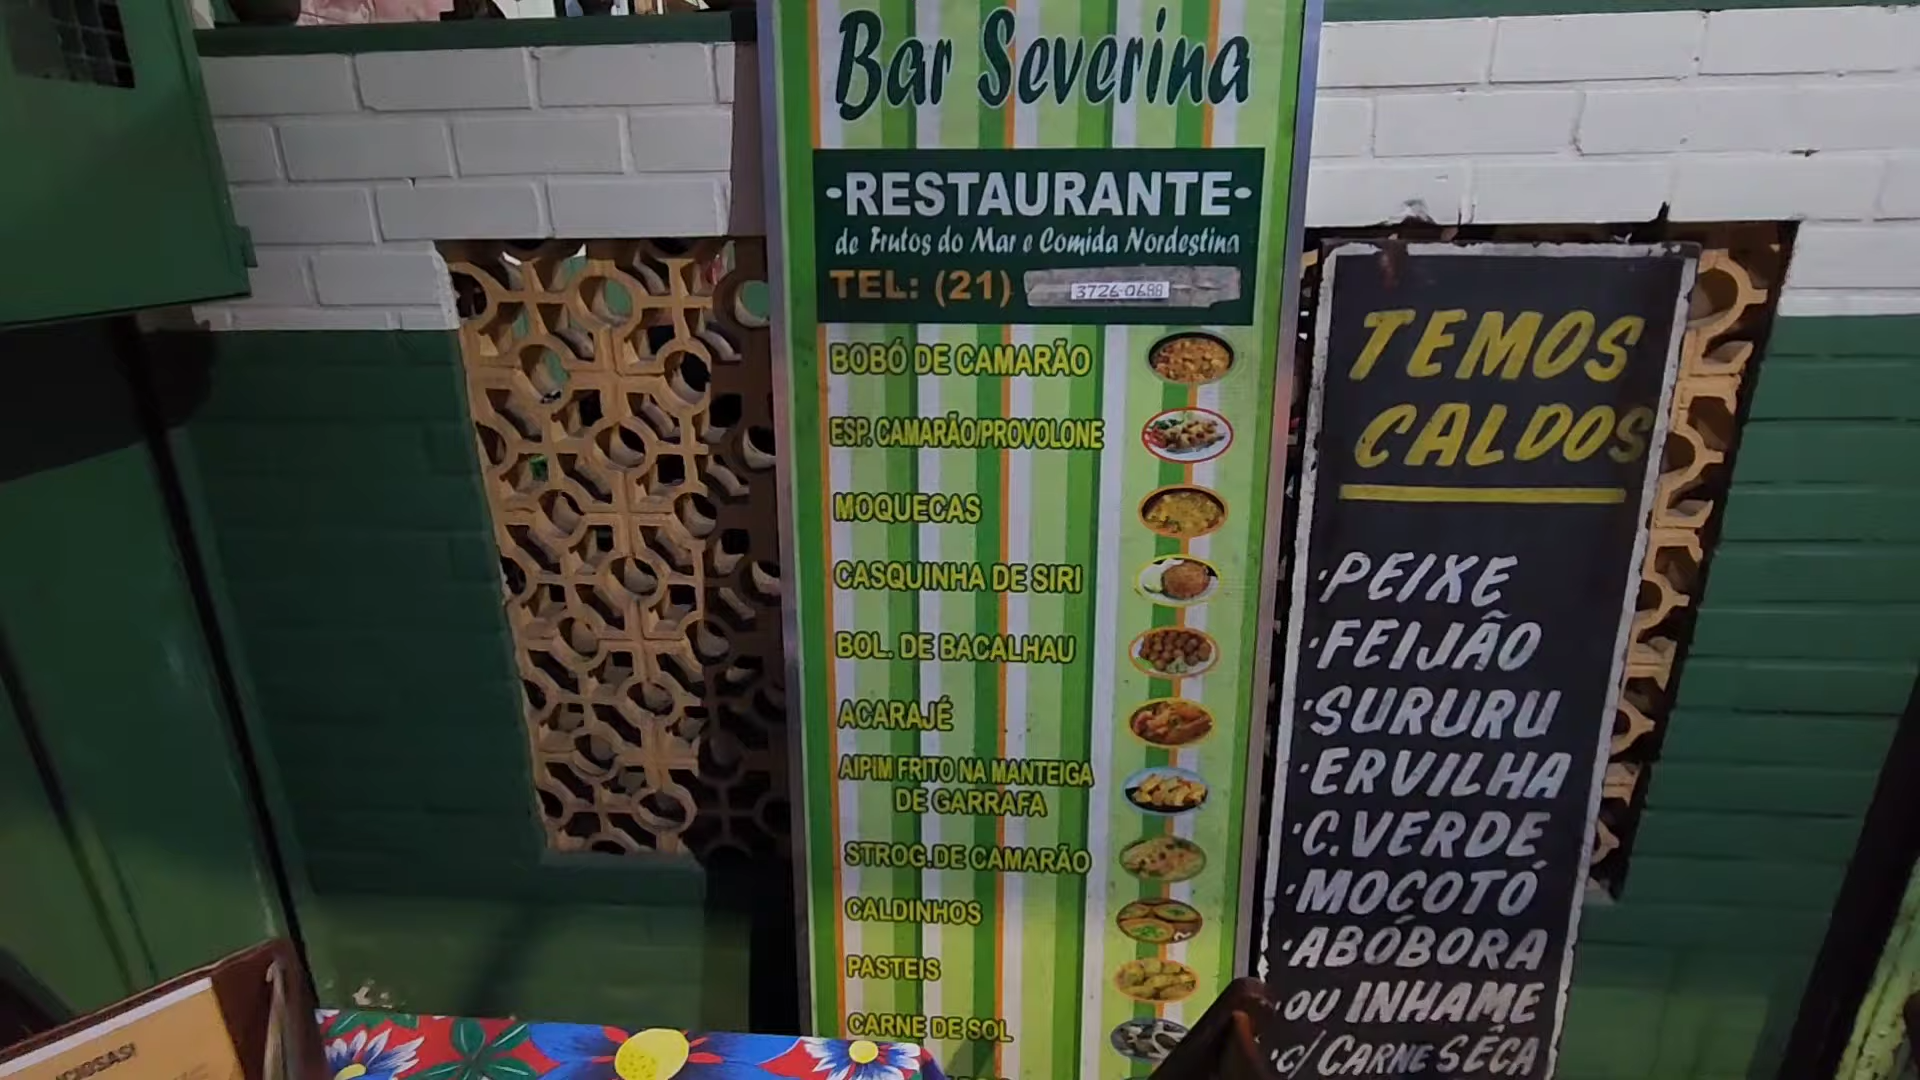 Bar Severina
·RESTAURANTE·
de Frutos do Mar e Comida Nordestina
TEL: (21) 3726-0688
BOBÓ DE CAMARÃO
ESP. CAMARÃO/PROVOLONE
MOQUECAS
CASQUINHA DE SIRI
BOL. DE BACALHAU
ACARAJÉ
AIPIM FRITO NA MANTEIGA
DE GARRAFA
STROG.DE CAMARÃO
CALDINHOS
PASTEIS
CARNE DE SOL
TEMOS
CALDOS
·PEIXE
·FEIJÃO
·SURURU
·ERVILHA
·C.VERDE
·MOCOTÓ
·ABÓBORA
·OU INHAME
·C/ CARNE SÊCA